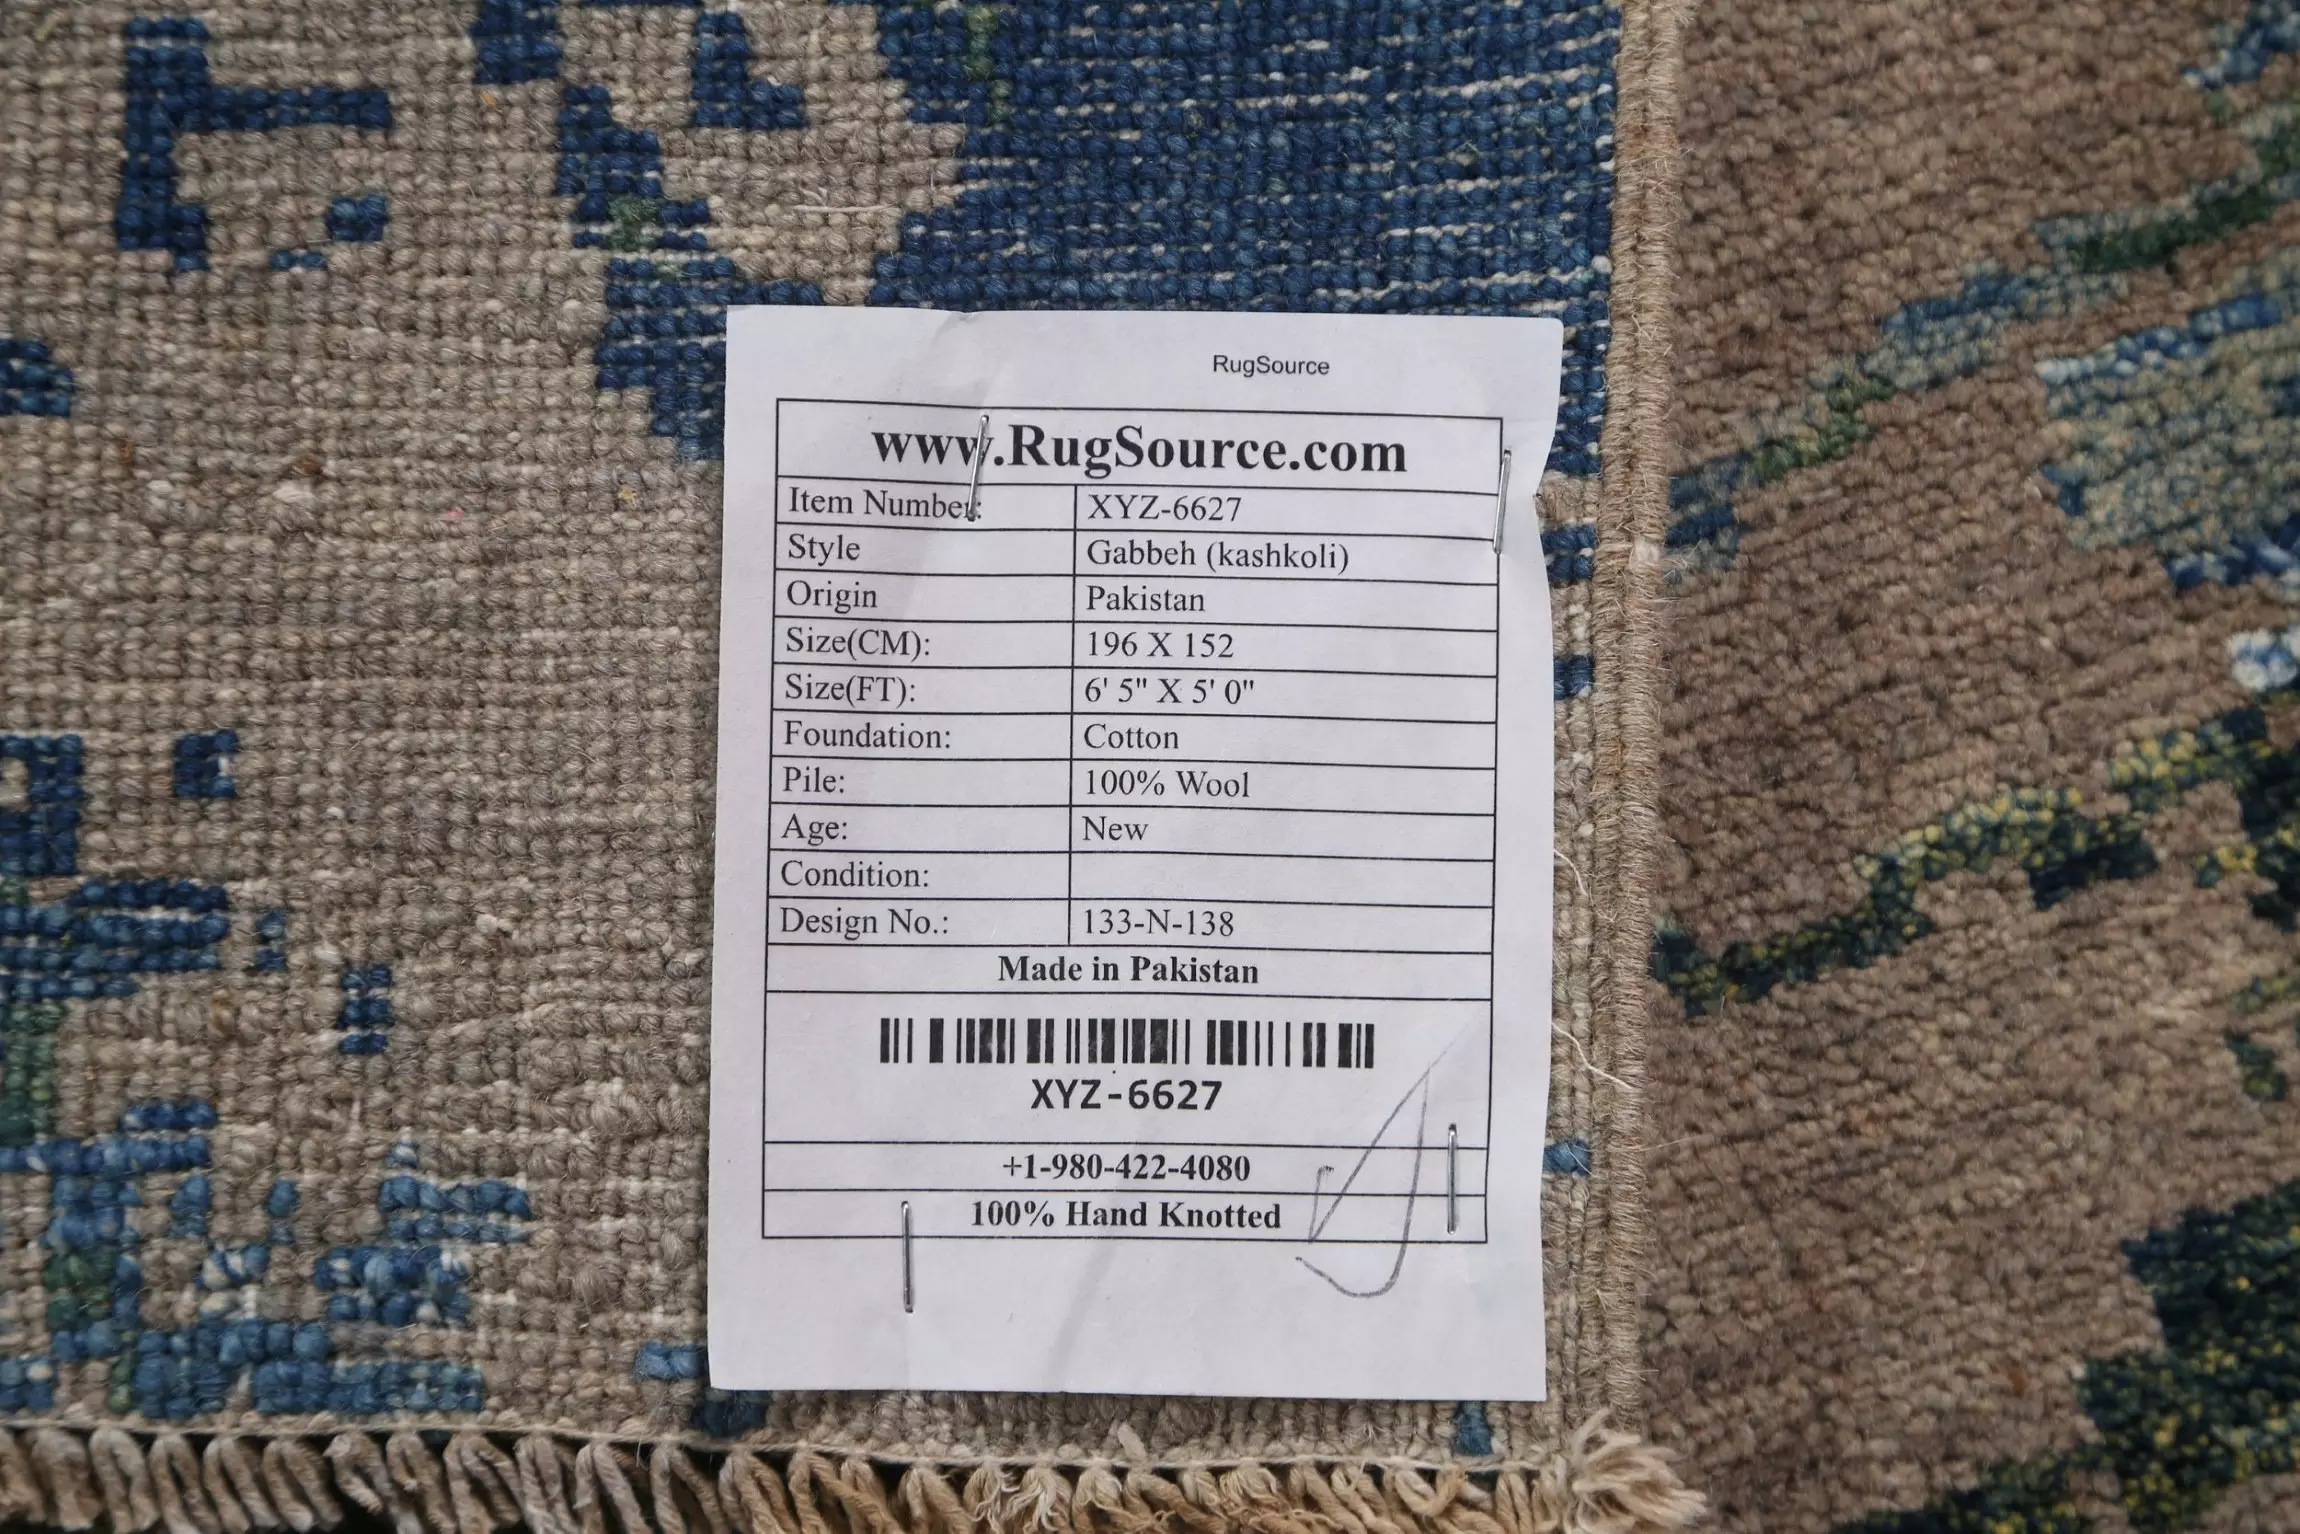 RugSource
www.RugSource.com
Item Number: XYZ-6627
Style Gabbeh (kashkoli)
Origin Pakistan
Size(CM): 196 X 152
Size(FT): 6' 5" X 5' 0"
Foundation: Cotton
Pile: 100% Wool
Age: New
Condition:
Design No.: 133-N-138
Made in Pakistan
XYZ-6627
+1-980-422-4080
100% Hand Knotted